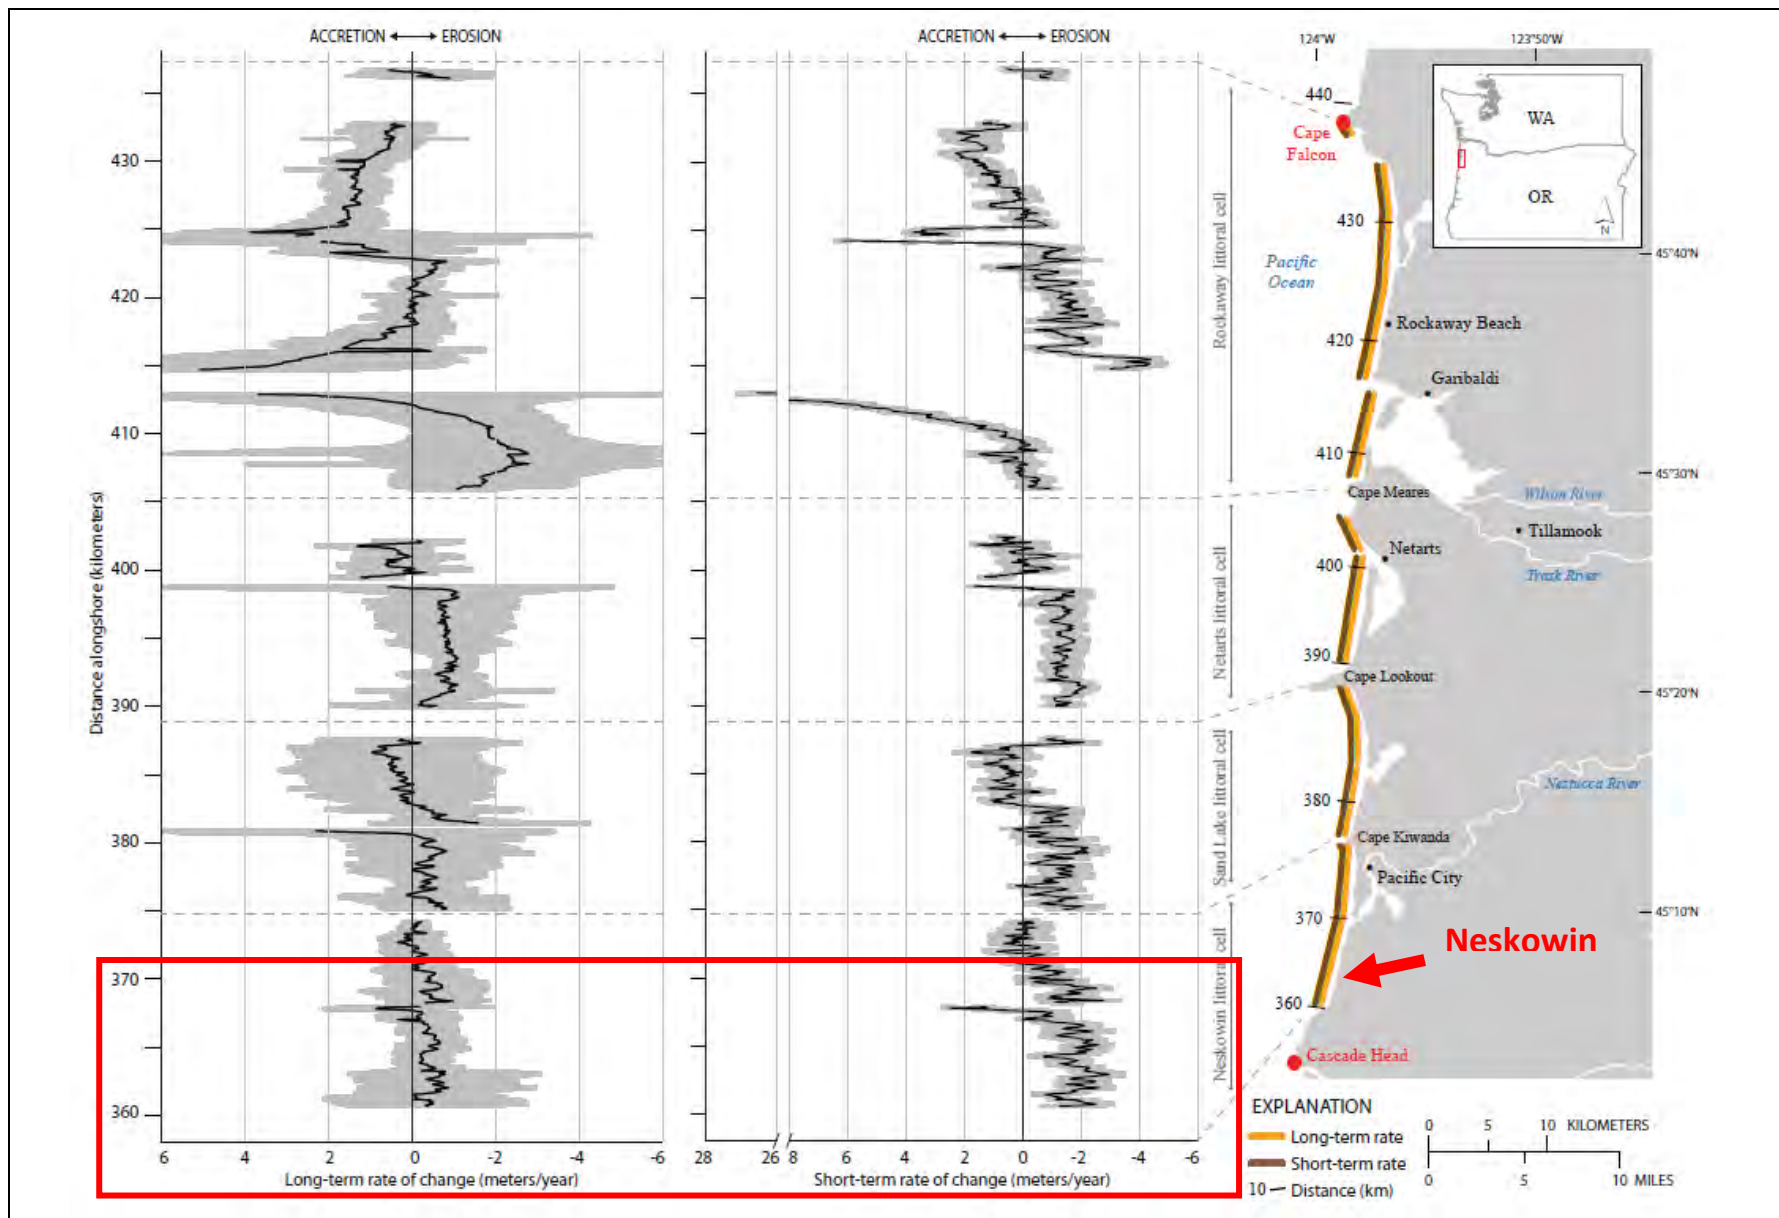 ACCRETION EROSION
ACCRETION EROSION
124°W
123°50'W
Distance alongshore (kilometers)
430
420
410
400
390
380
370
360
6 4 2 0 -2 -4 -6
Long-term rate of change (meters/year)
28 26 8 6 4 2 0 -2 -4 -6
Short-term rate of change (meters/year)
Rockaway littoral cell
Netarts littoral cell
Sand Lake littoral cell
Neskowin littoral cell
440
Cape
Falcon
WA
OR
N
430
45°40'N
Pacific
Ocean
Rockaway Beach
420
Garibaldi
410
45°30'N
Cape Meares
Wilson River
Tillamook
Netarts
400
Trask River
390
Cape Lookout
45°20'N
Nestucca River
380
Cape Kiwanda
Pacific City
370
45°10'N
Neskowin
360
Cascade Head
EXPLANATION
Long-term rate
Short-term rate
10 Distance (km)
0 5 10 KILOMETERS
0 5 10 MILES